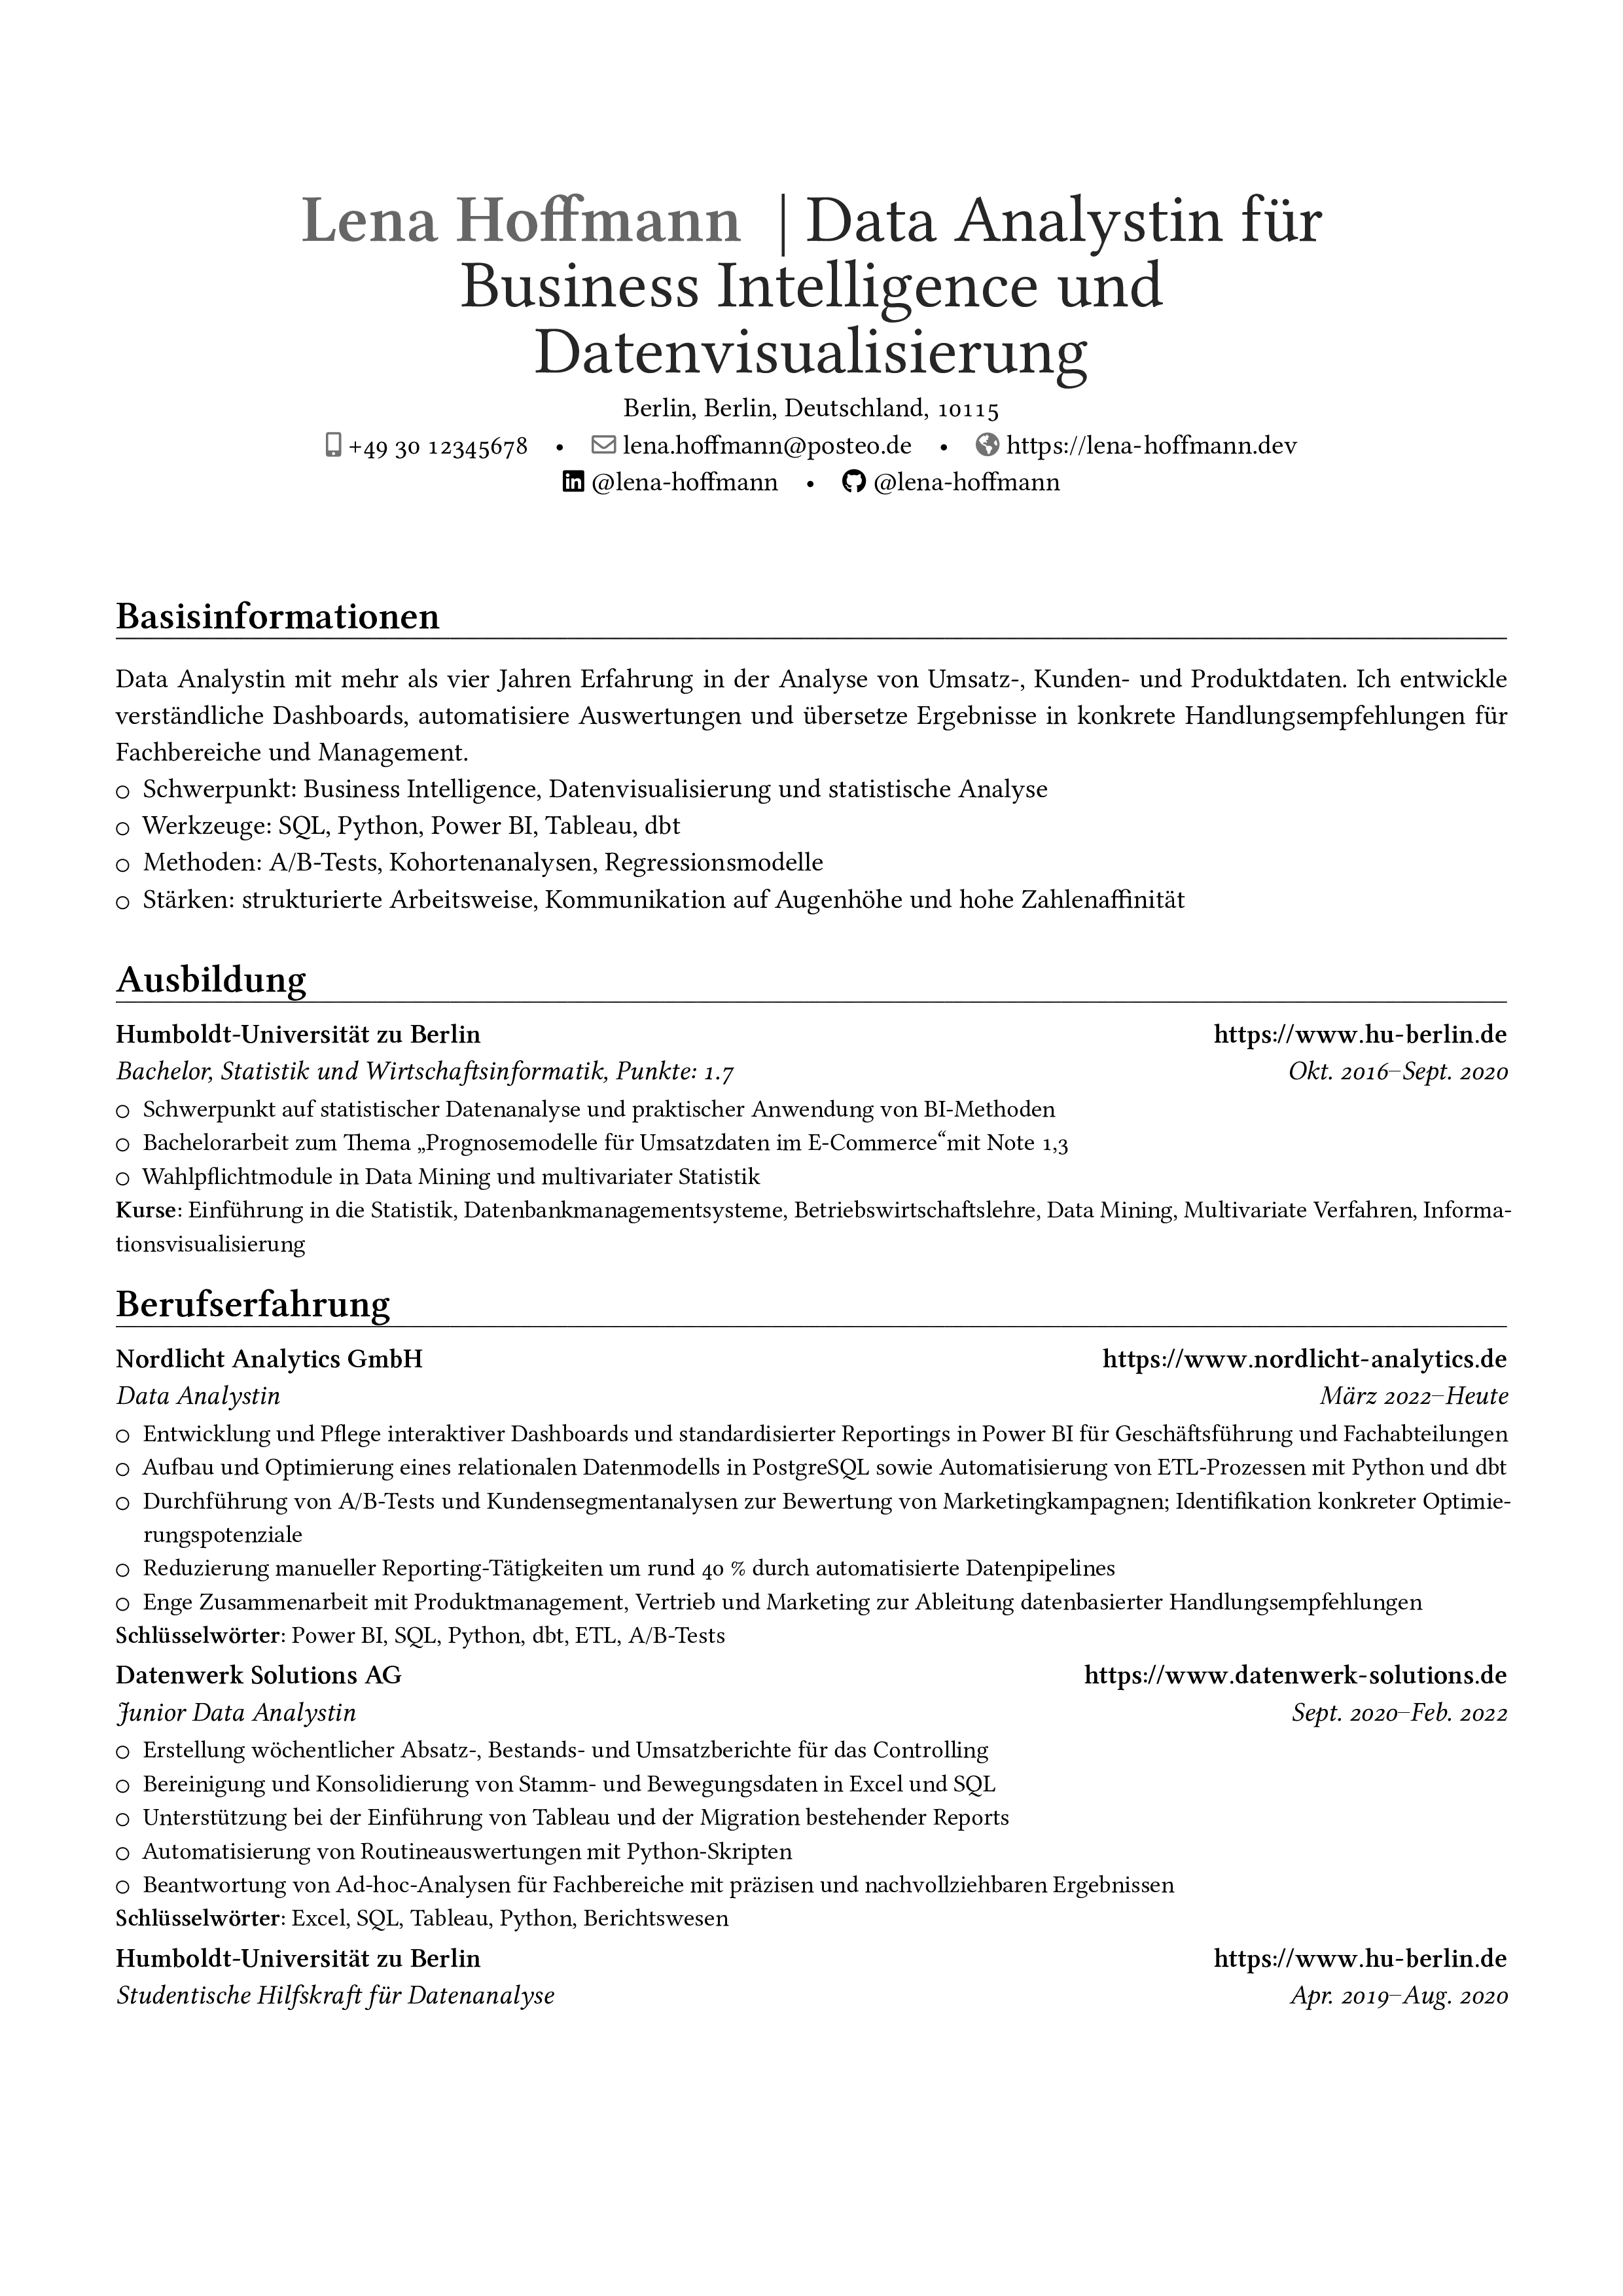 Lena Hoffmann | Data Analystin für
Business Intelligence und
Datenvisualisierung
Berlin, Berlin, Deutschland, 10115
+49 30 12345678 • lena.hoffmann@posteo.de • https://lena-hoffmann.dev
@lena-hoffmann • @lena-hoffmann
Basisinformationen
Data Analystin mit mehr als vier Jahren Erfahrung in der Analyse von Umsatz-, Kunden- und Produktdaten. Ich entwickle
verständliche Dashboards, automatisiere Auswertungen und übersetze Ergebnisse in konkrete Handlungsempfehlungen für
Fachbereiche und Management.
○ Schwerpunkt: Business Intelligence, Datenvisualisierung und statistische Analyse
○ Werkzeuge: SQL, Python, Power BI, Tableau, dbt
○ Methoden: A/B-Tests, Kohortenanalysen, Regressionsmodelle
○ Stärken: strukturierte Arbeitsweise, Kommunikation auf Augenhöhe und hohe Zahlenaffinität
Ausbildung
Humboldt-Universität zu Berlin https://www.hu-berlin.de
Bachelor, Statistik und Wirtschaftsinformatik, Punkte: 1.7 Okt. 2016–Sept. 2020
○ Schwerpunkt auf statistischer Datenanalyse und praktischer Anwendung von BI-Methoden
○ Bachelorarbeit zum Thema „Prognosemodelle für Umsatzdaten im E-Commerce“mit Note 1,3
○ Wahlpflichtmodule in Data Mining und multivariater Statistik
Kurse: Einführung in die Statistik, Datenbankmanagementsysteme, Betriebswirtschaftslehre, Data Mining, Multivariate Verfahren, Informa-
tionsvisualisierung
Berufserfahrung
Nordlicht Analytics GmbH https://www.nordlicht-analytics.de
Data Analystin März 2022–Heute
○ Entwicklung und Pflege interaktiver Dashboards und standardisierter Reportings in Power BI für Geschäftsführung und Fachabteilungen
○ Aufbau und Optimierung eines relationalen Datenmodells in PostgreSQL sowie Automatisierung von ETL-Prozessen mit Python und dbt
○ Durchführung von A/B-Tests und Kundensegmentanalysen zur Bewertung von Marketingkampagnen; Identifikation konkreter Optimie-
rungspotenziale
○ Reduzierung manueller Reporting-Tätigkeiten um rund 40 % durch automatisierte Datenpipelines
○ Enge Zusammenarbeit mit Produktmanagement, Vertrieb und Marketing zur Ableitung datenbasierter Handlungsempfehlungen
Schlüsselwörter: Power BI, SQL, Python, dbt, ETL, A/B-Tests
Datenwerk Solutions AG https://www.datenwerk-solutions.de
Junior Data Analystin Sept. 2020–Feb. 2022
○ Erstellung wöchentlicher Absatz-, Bestands- und Umsatzberichte für das Controlling
○ Bereinigung und Konsolidierung von Stamm- und Bewegungsdaten in Excel und SQL
○ Unterstützung bei der Einführung von Tableau und der Migration bestehender Reports
○ Automatisierung von Routineauswertungen mit Python-Skripten
○ Beantwortung von Ad-hoc-Analysen für Fachbereiche mit präzisen und nachvollziehbaren Ergebnissen
Schlüsselwörter: Excel, SQL, Tableau, Python, Berichtswesen
Humboldt-Universität zu Berlin https://www.hu-berlin.de
Studentische Hilfskraft für Datenanalyse Apr. 2019–Aug. 2020